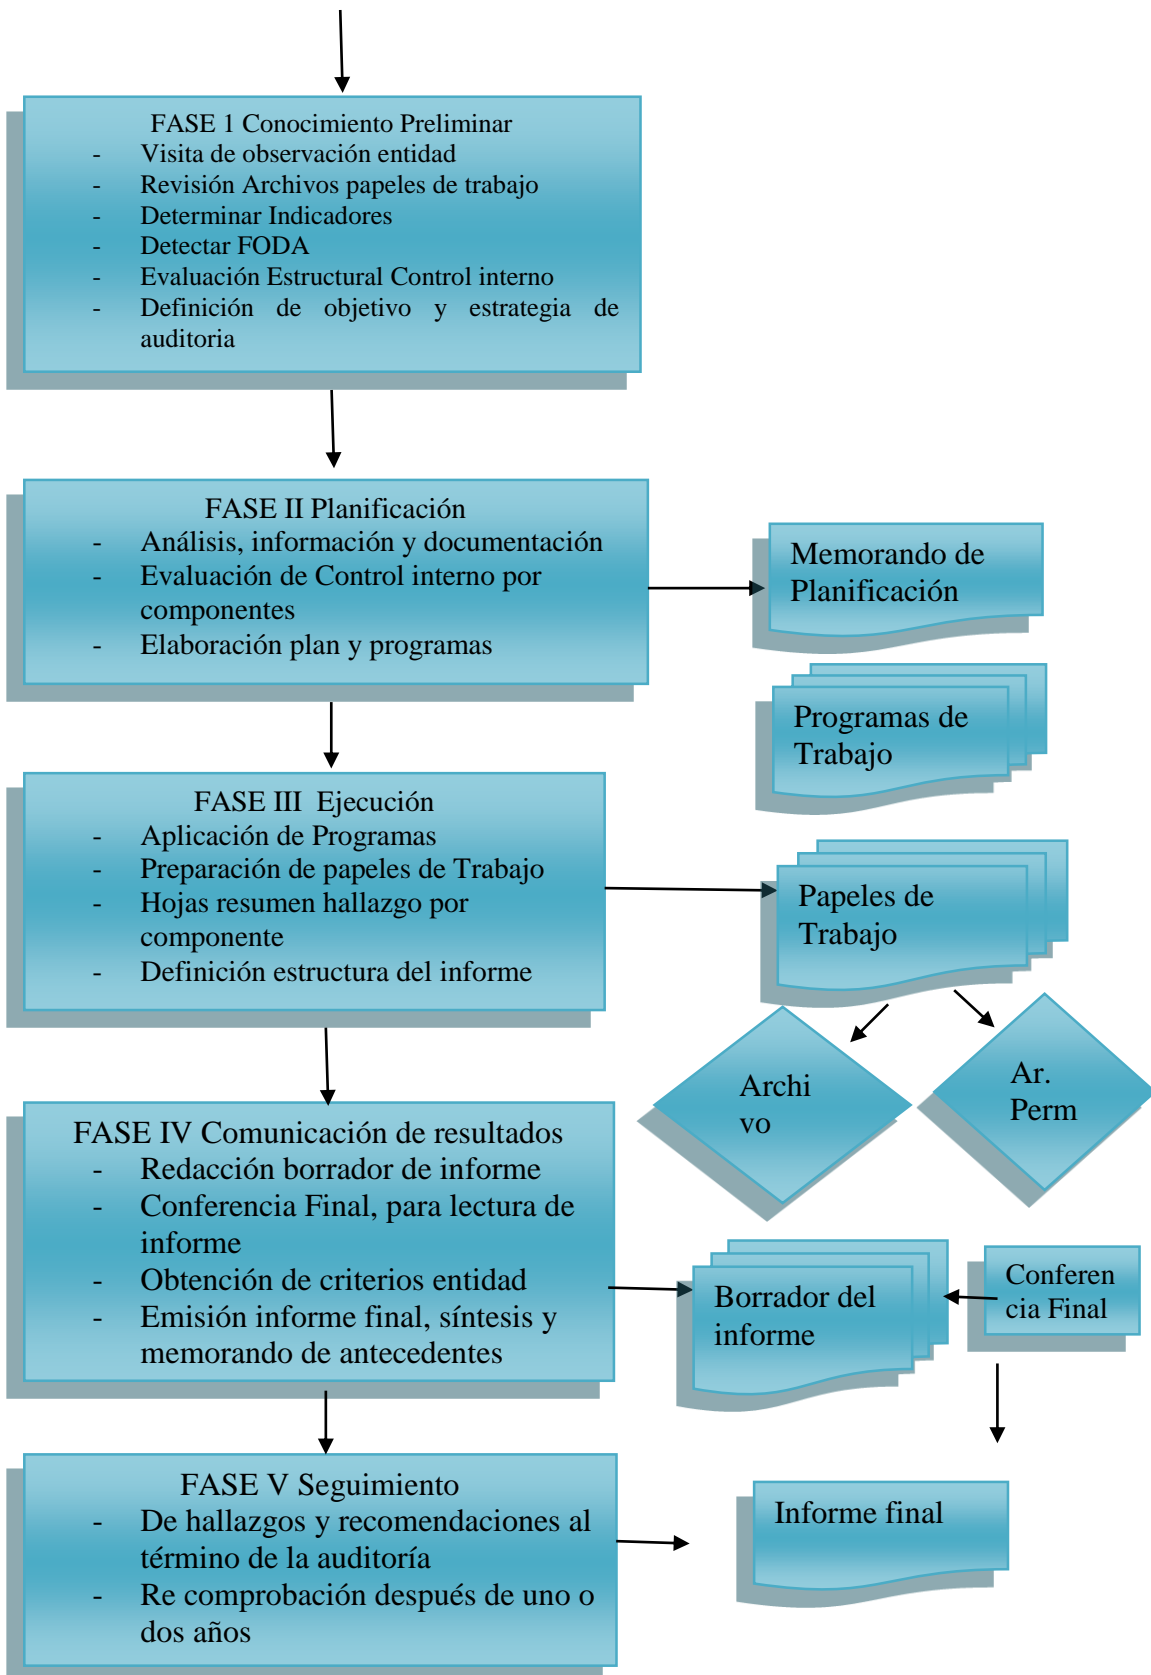 FASE 1 Conocimiento Preliminar
- Visita de observación entidad
- Revisión Archivos papeles de trabajo
- Determinar Indicadores
- Detectar FODA
- Evaluación Estructural Control interno
- Definición de objetivo y estrategia de
auditoria
FASE II Planificación
- Análisis, información y documentación
- Evaluación de Control interno por
componentes
- Elaboración plan y programas
Memorando de
Planificación
Programas de
Trabajo
FASE III  Ejecución
- Aplicación de Programas
- Preparación de papeles de Trabajo
- Hojas resumen hallazgo por
componente
- Definición estructura del informe
Papeles de
Trabajo
Archi
vo
Ar.
Perm
FASE IV Comunicación de resultados
- Redacción borrador de informe
- Conferencia Final, para lectura de
informe
- Obtención de criterios entidad
- Emisión informe final, síntesis y
memorando de antecedentes
Borrador del
informe
Conferen
cia Final
FASE V Seguimiento
- De hallazgos y recomendaciones al
término de la auditoría
- Re comprobación después de uno o
dos años
Informe final